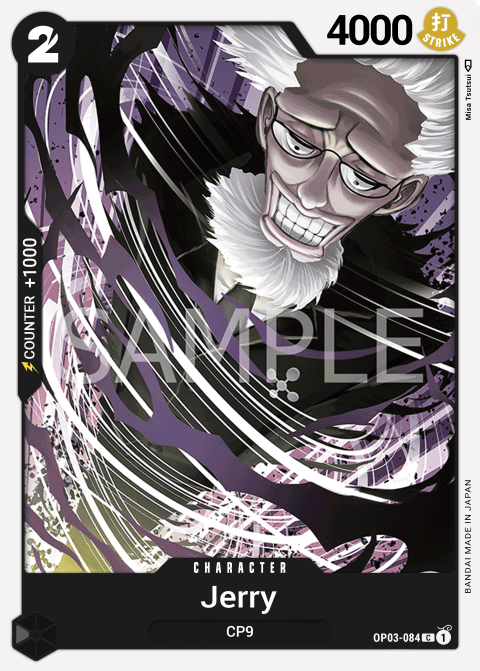 2
4000
打
STRIKE
Misa Tsutsui
COUNTER +1000
SAMPLE
CHARACTER
Jerry
CP9
OP03-084 C 1
BANDAI MADE IN JAPAN